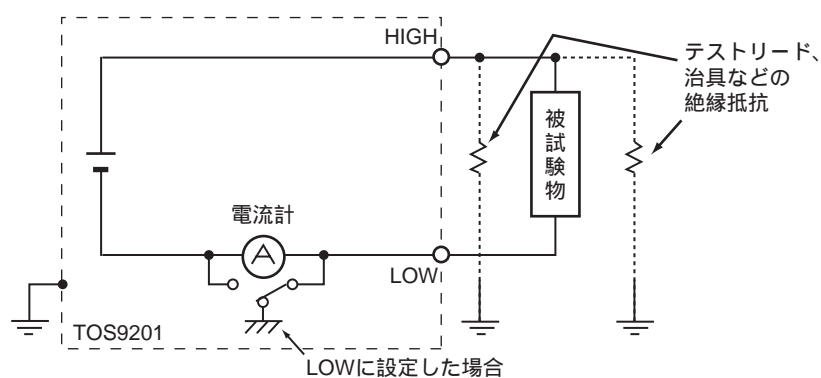 HIGH
テストリード、
治具などの
絶縁抵抗
被試験物
電流計
A
LOW
TOS9201
LOWに設定した場合